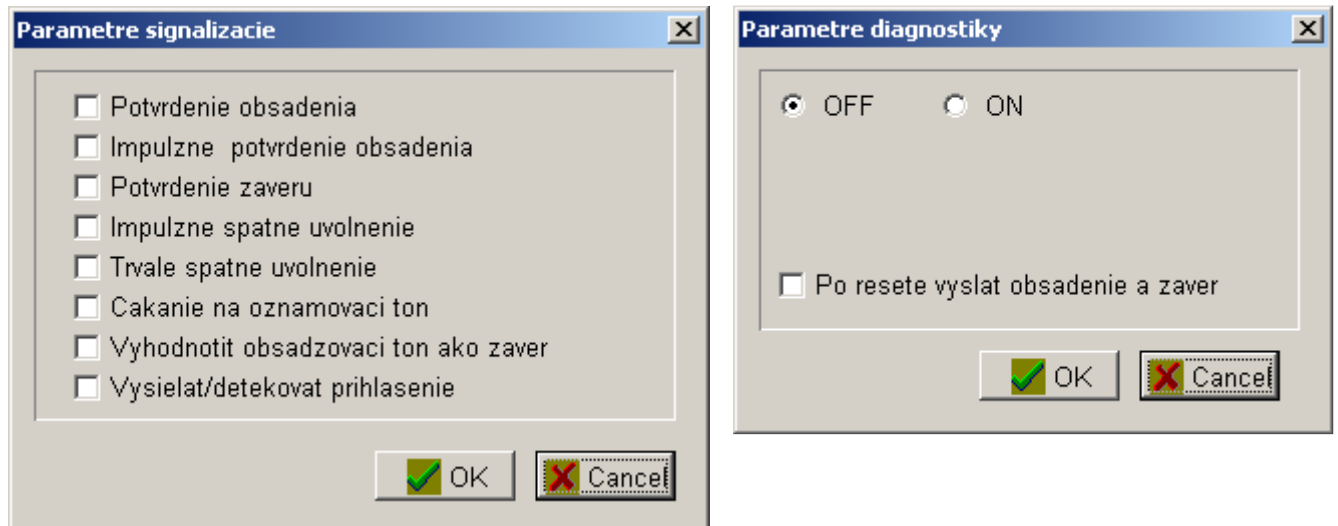 Parametre signalizacie
Potvrdenie obsadenia
Impulzne  potvrdenie obsadenia
Potvrdenie zaveru
Impulzne spatne uvolnenie
Trvale spatne uvolnenie
Cakanie na oznamovaci ton
Vyhodnotit obsadzovaci ton ako zaver
Vysielat/detekovat prihlasenie
OK Cancel
Parametre diagnostiky
OFF ON
Po resete vyslat obsadenie a zaver
OK Cancel